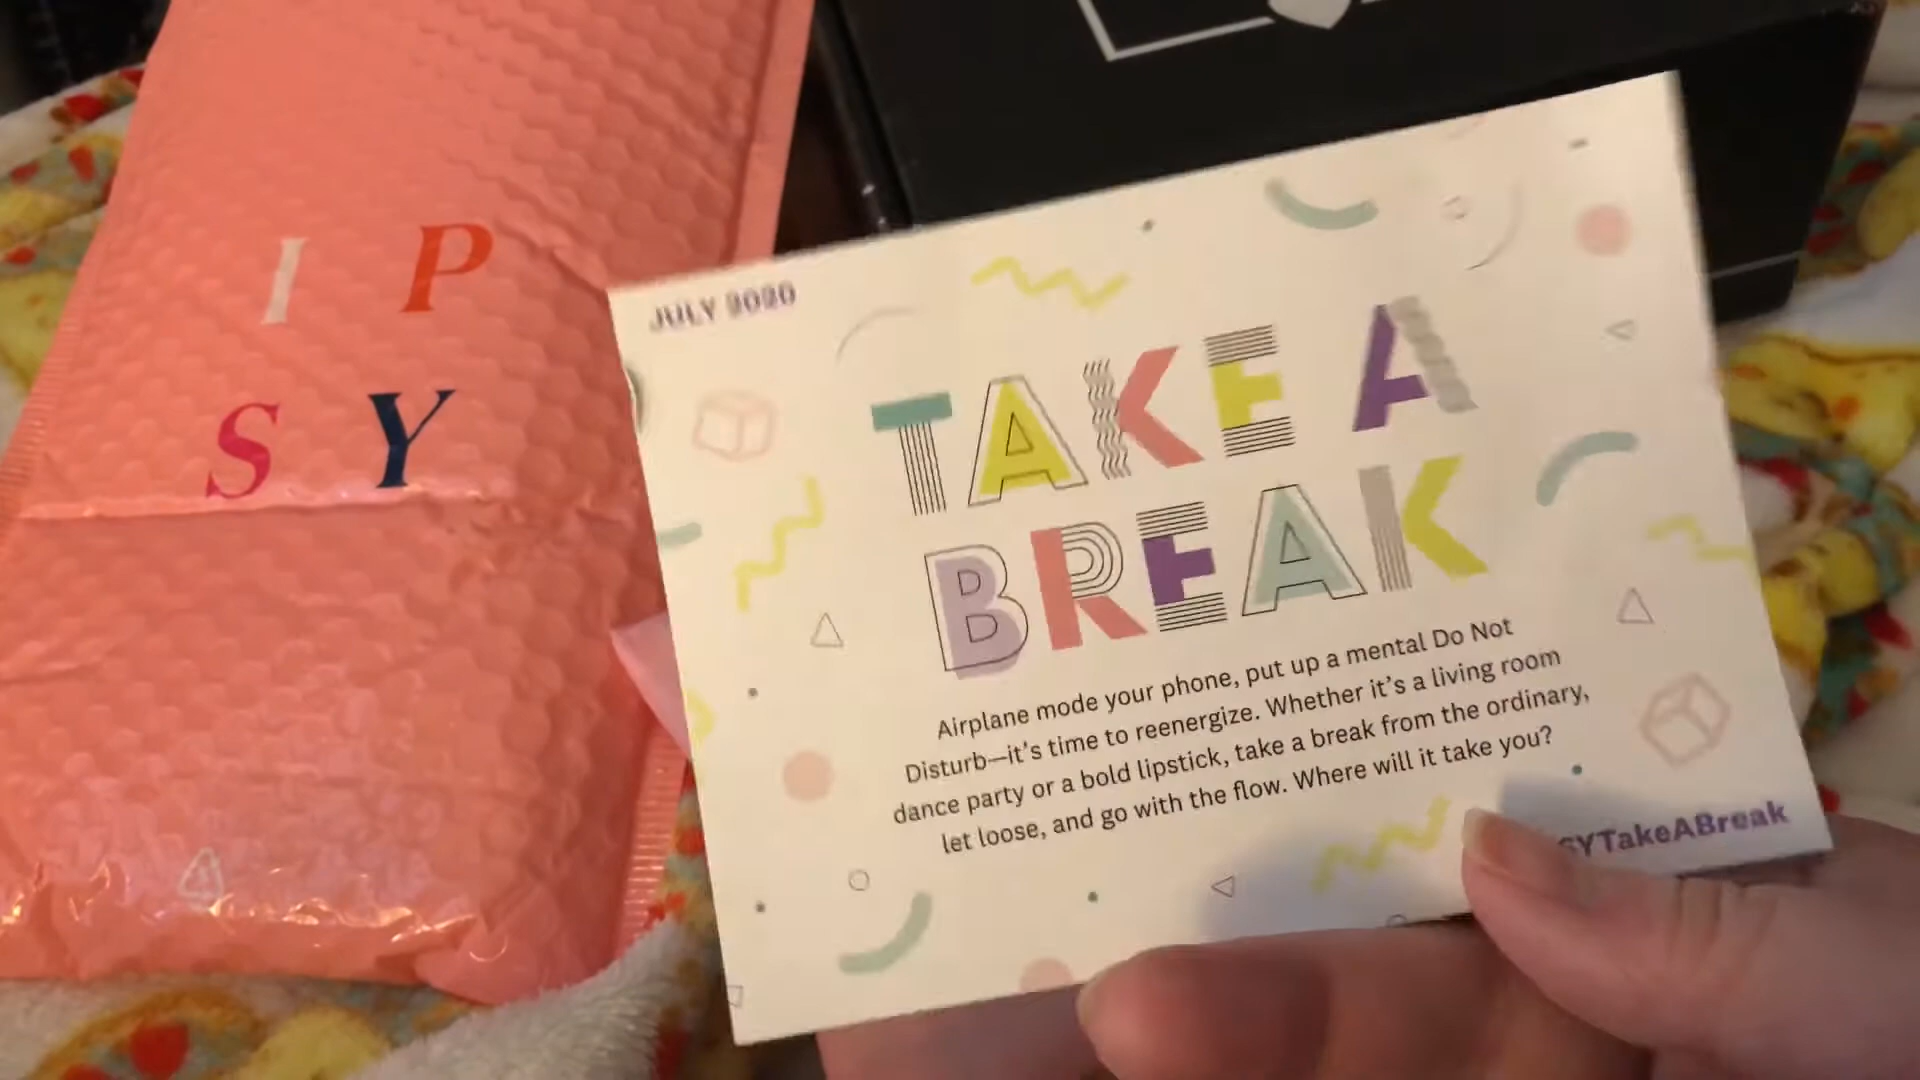 I P
S Y
JULY 2020
TAKE A
BREAK
Airplane mode your phone, put up a mental Do Not
Disturb—it's time to reenergize. Whether it's a living room
dance party or a bold lipstick, take a break from the ordinary,
let loose, and go with the flow. Where will it take you?
SYTakeABreak